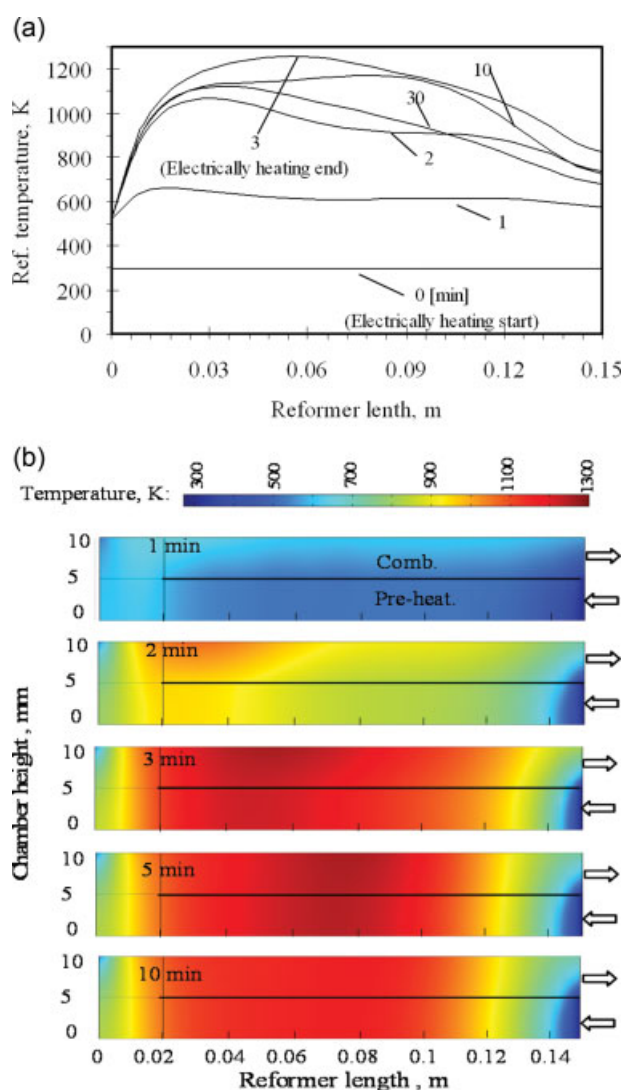 (a)
Ref. temperature, K
1200
1000
800
600
400
200
0
10
30
3
2
(Electrically heating end)
1
0 [min]
(Electrically heating start)
0 0.03 0.06 0.09 0.12 0.15
Reformer lenth, m
(b)
Temperature, K:
300 700 900 1100 1300
Chamber height, mm
10
5
0
1 min
Comb.
Pre-heat.
10
5
0
2 min
10
5
0
3 min
10
5
0
5 min
10
5
0
10 min
0 0.02 0.04 0.06 0.08 0.10 0.12 0.14
Reformer length, m